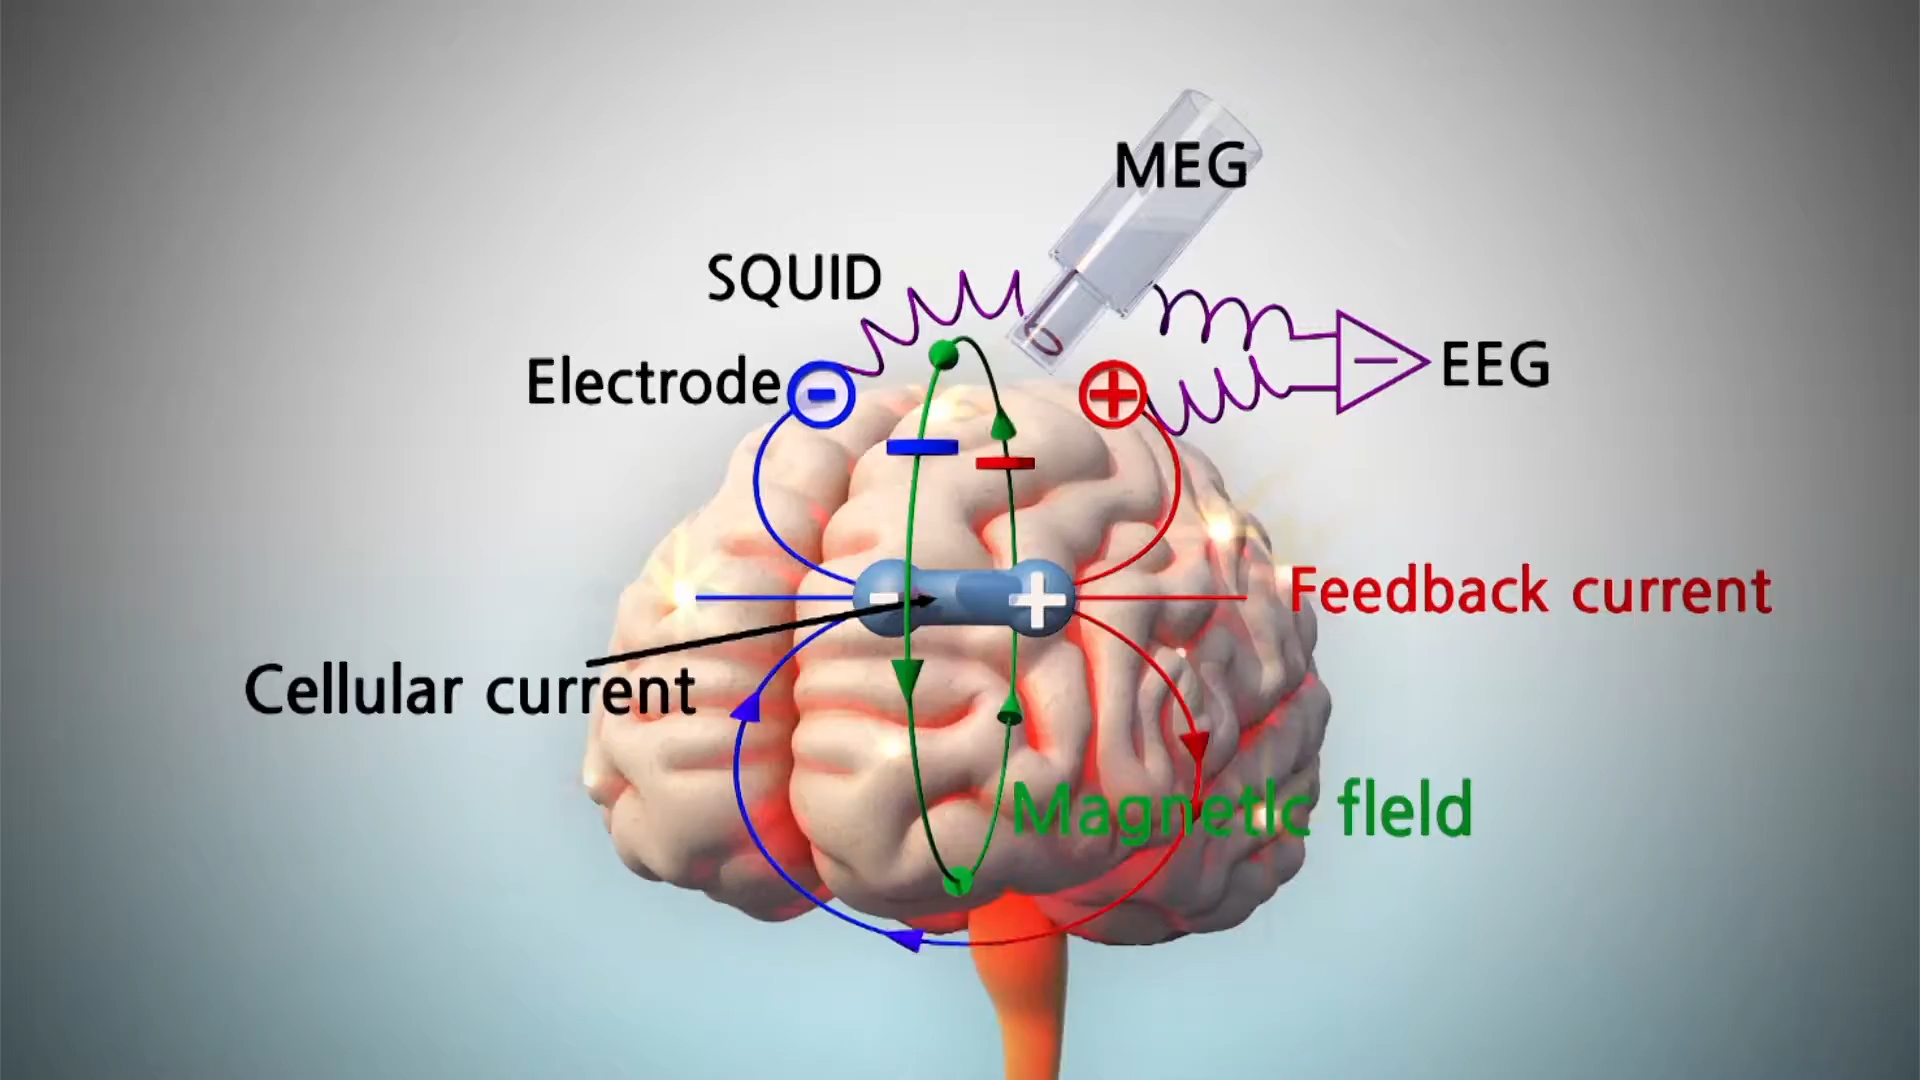 MEG
SQUID
Electrode
EEG
Feedback current
Cellular current
MagnetIc fIeld